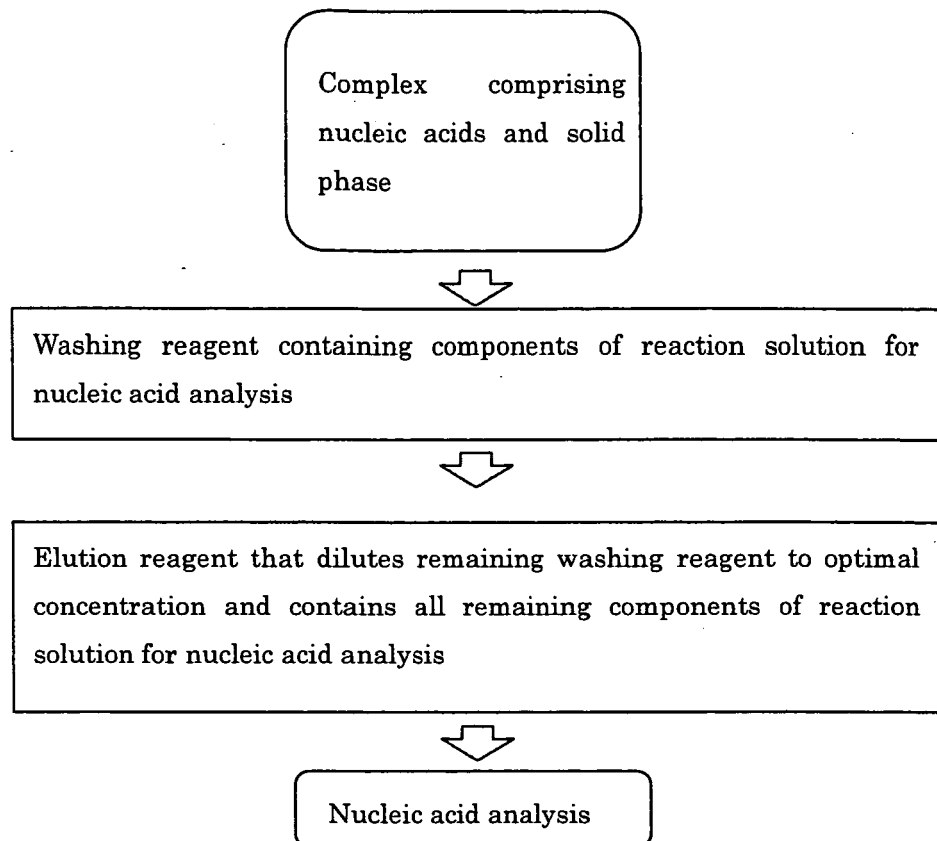 Complex comprising
nucleic acids and solid
phase
Washing reagent containing components of reaction solution for
nucleic acid analysis
Elution reagent that dilutes remaining washing reagent to optimal
concentration and contains all remaining components of reaction
solution for nucleic acid analysis
Nucleic acid analysis